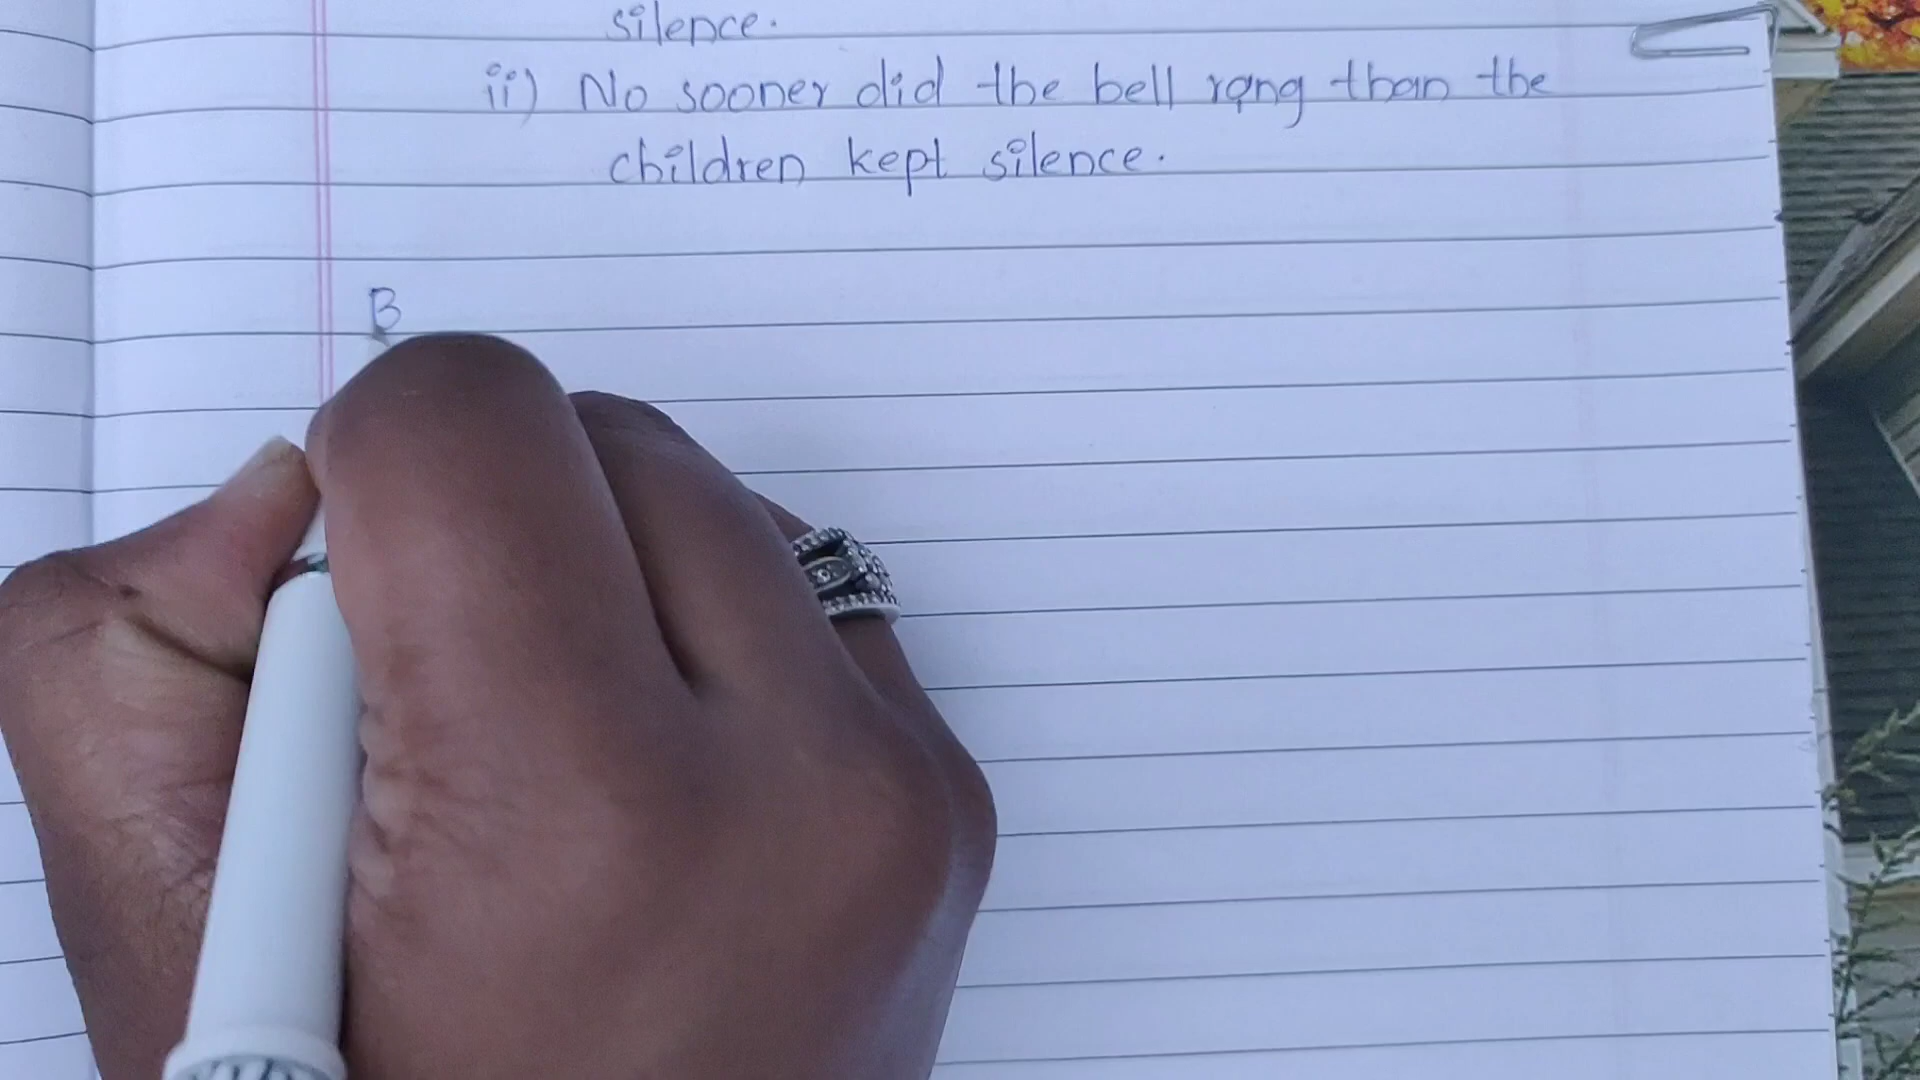 silence.
ii) No sooner did the bell rang than the
children kept silence.
B